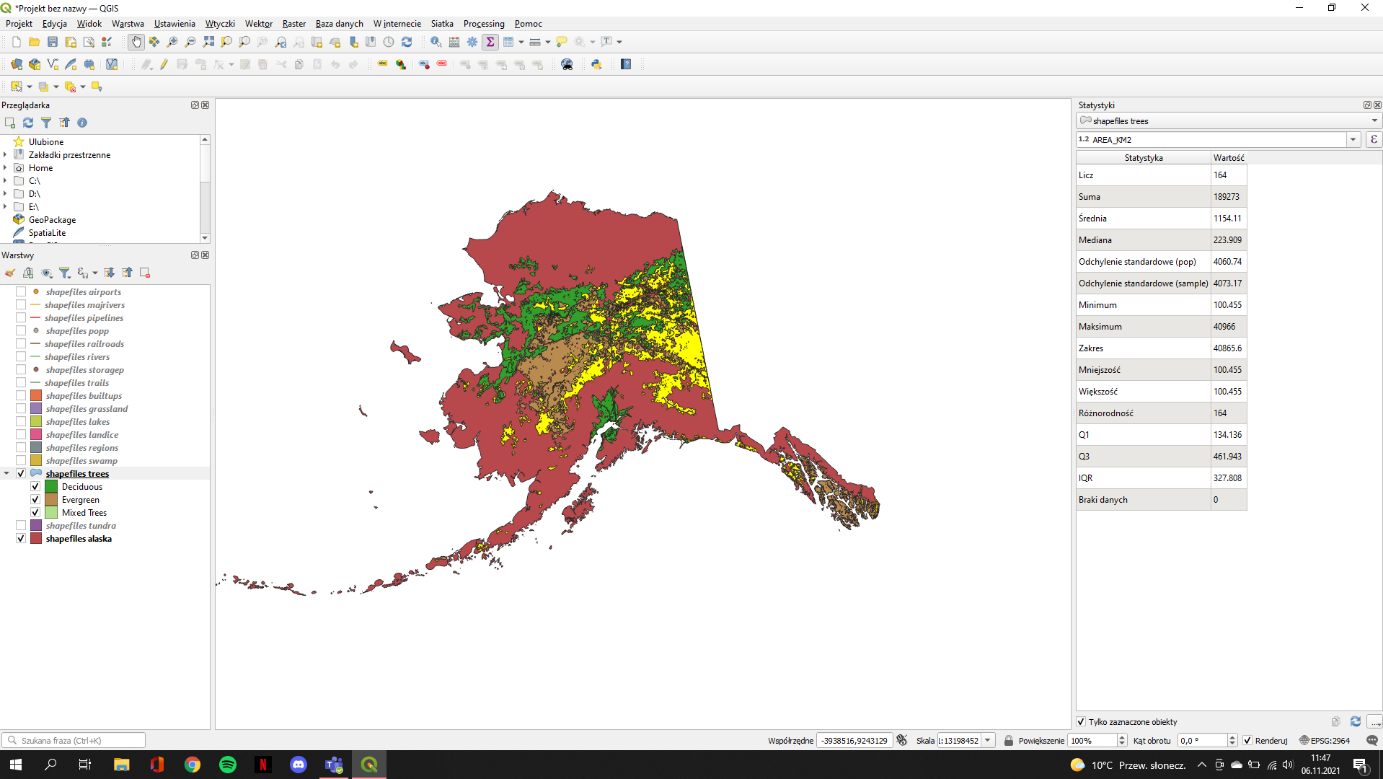 *Projekt bez nazwy — QGIS
Projekt Edycja Widok Warstwa Ustawienia Wtyczki Wektor Raster Baza danych W internecie Siatka Processing Pomoc
Przeglądarka
Ulubione
Zakładki przestrzenne
Home
C:\
D:\
E:\
GeoPackage
SpatiaLite
Warstwy
shapefiles airports
shapefiles majrivers
shapefiles pipelines
shapefiles popp
shapefiles railroads
shapefiles rivers
shapefiles storagep
shapefiles trails
shapefiles builtups
shapefiles grassland
shapefiles lakes
shapefiles landice
shapefiles regions
shapefiles swamp
shapefiles trees
Deciduous
Evergreen
Mixed Trees
shapefiles tundra
shapefiles alaska
Statystyki
shapefiles trees
1.2 AREA_KM2
Statystyka Wartość
Licz 164
Suma 189273
Średnia 1154.11
Mediana 223.909
Odchylenie standardowe (pop) 4060.74
Odchylenie standardowe (sample) 4073.17
Minimum 100.455
Maksimum 40966
Zakres 40865.6
Mniejszość 100.455
Większość 100.455
Różnorodność 164
Q1 134.136
Q3 461.943
IQR 327.808
Braki danych 0
Tylko zaznaczone obiekty
Szukana fraza (Ctrl+K)
Współrzędne -3938516,9243129 Skala 1:13198452 Powiększenie 100% Kąt obrotu 0,0 ° Renderuj EPSG:2964
10°C Przew. słonecz.
11:47
06.11.2021